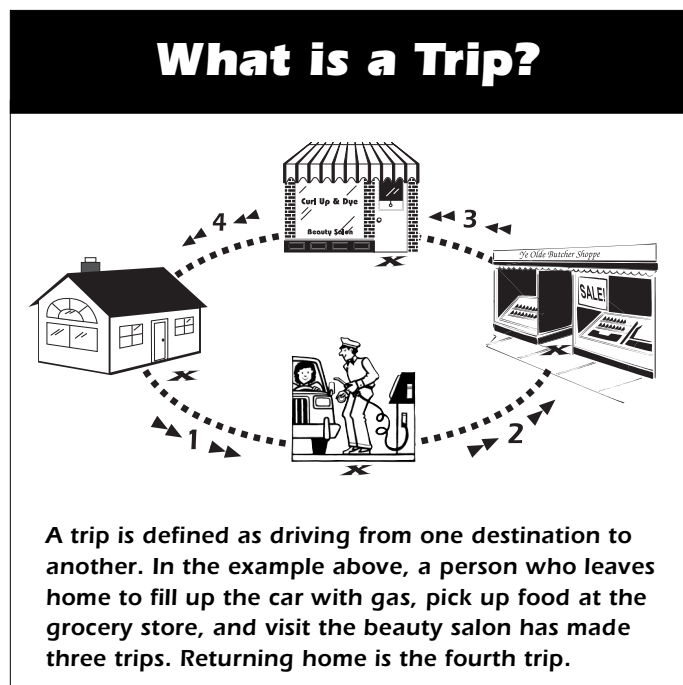 What is a Trip?
4
3
Curl Up & Dye
Beauty Salon
Ye Olde Butcher Shoppe
SALE!
1
2
A trip is defined as driving from one destination to
another. In the example above, a person who leaves
home to fill up the car with gas, pick up food at the
grocery store, and visit the beauty salon has made
three trips. Returning home is the fourth trip.